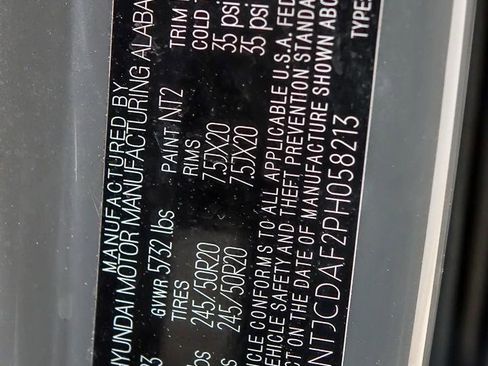 MANUFACTURED BY
HYUNDAI MOTOR MANUFACTURING ALABA
23 GVWR 5732 lbs PAINT NT2 TRIM
TIRES RIMS COLD
lbs 245/50R20 7.5JX20 35 psi
245/50R20 7.5JX20 35 psi
VEHICLE CONFORMS TO ALL APPLICABLE U.S.A. FED
VEHICLE SAFETY AND THEFT PREVENTION STANDA
ON THE DATE OF MANUFACTURE SHOWN ABO
NTJCDAF2PH058213 TYPE: